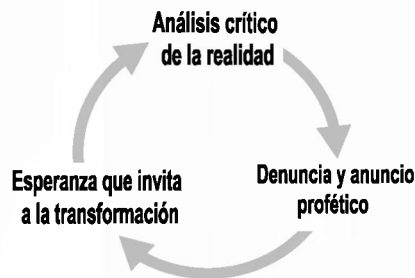 Análisis crítico
de la realidad
Denuncia y anuncio
profético
Esperanza que invita
a la transformación